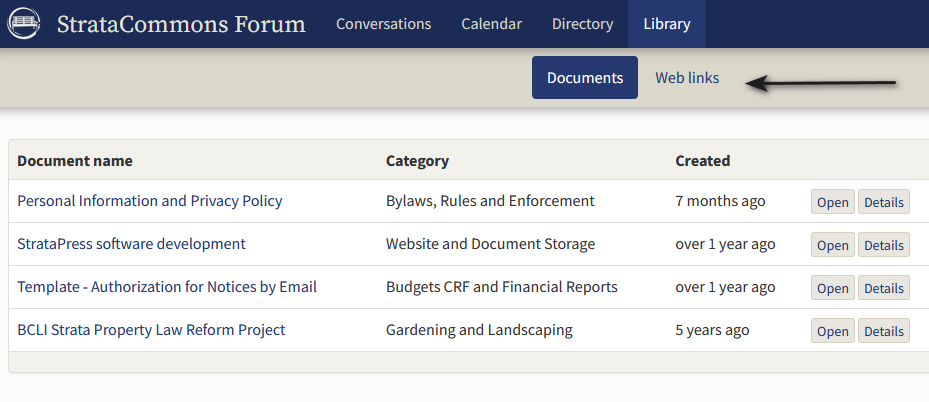 StrataCommons Forum Conversations Calendar Directory Library
Documents Web links
Document name Category Created
Personal Information and Privacy Policy Bylaws, Rules and Enforcement 7 months ago Open Details
StrataPress software development Website and Document Storage over 1 year ago Open Details
Template - Authorization for Notices by Email Budgets CRF and Financial Reports over 1 year ago Open Details
BCLI Strata Property Law Reform Project Gardening and Landscaping 5 years ago Open Details